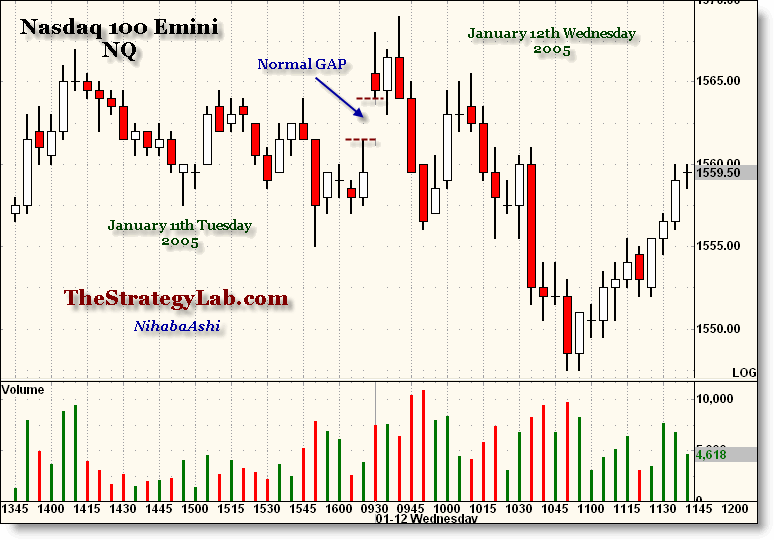 1570.00
Nasdaq 100 Emini
NQ
January 12th Wednesday
2005
Normal GAP
1565.00
1560.00
1559.50
January 11th Tuesday
2005
1555.00
TheStrategyLab.com
NihabaAshi
1550.00
LOG
Volume
10,000
4,618
0
1345 1415 1430 1445 1500 1515 1530 1545 1600 0930 0945 1000 1015 1030 1045 1100 1115 1130 1145 1200
01-12 Wednesday